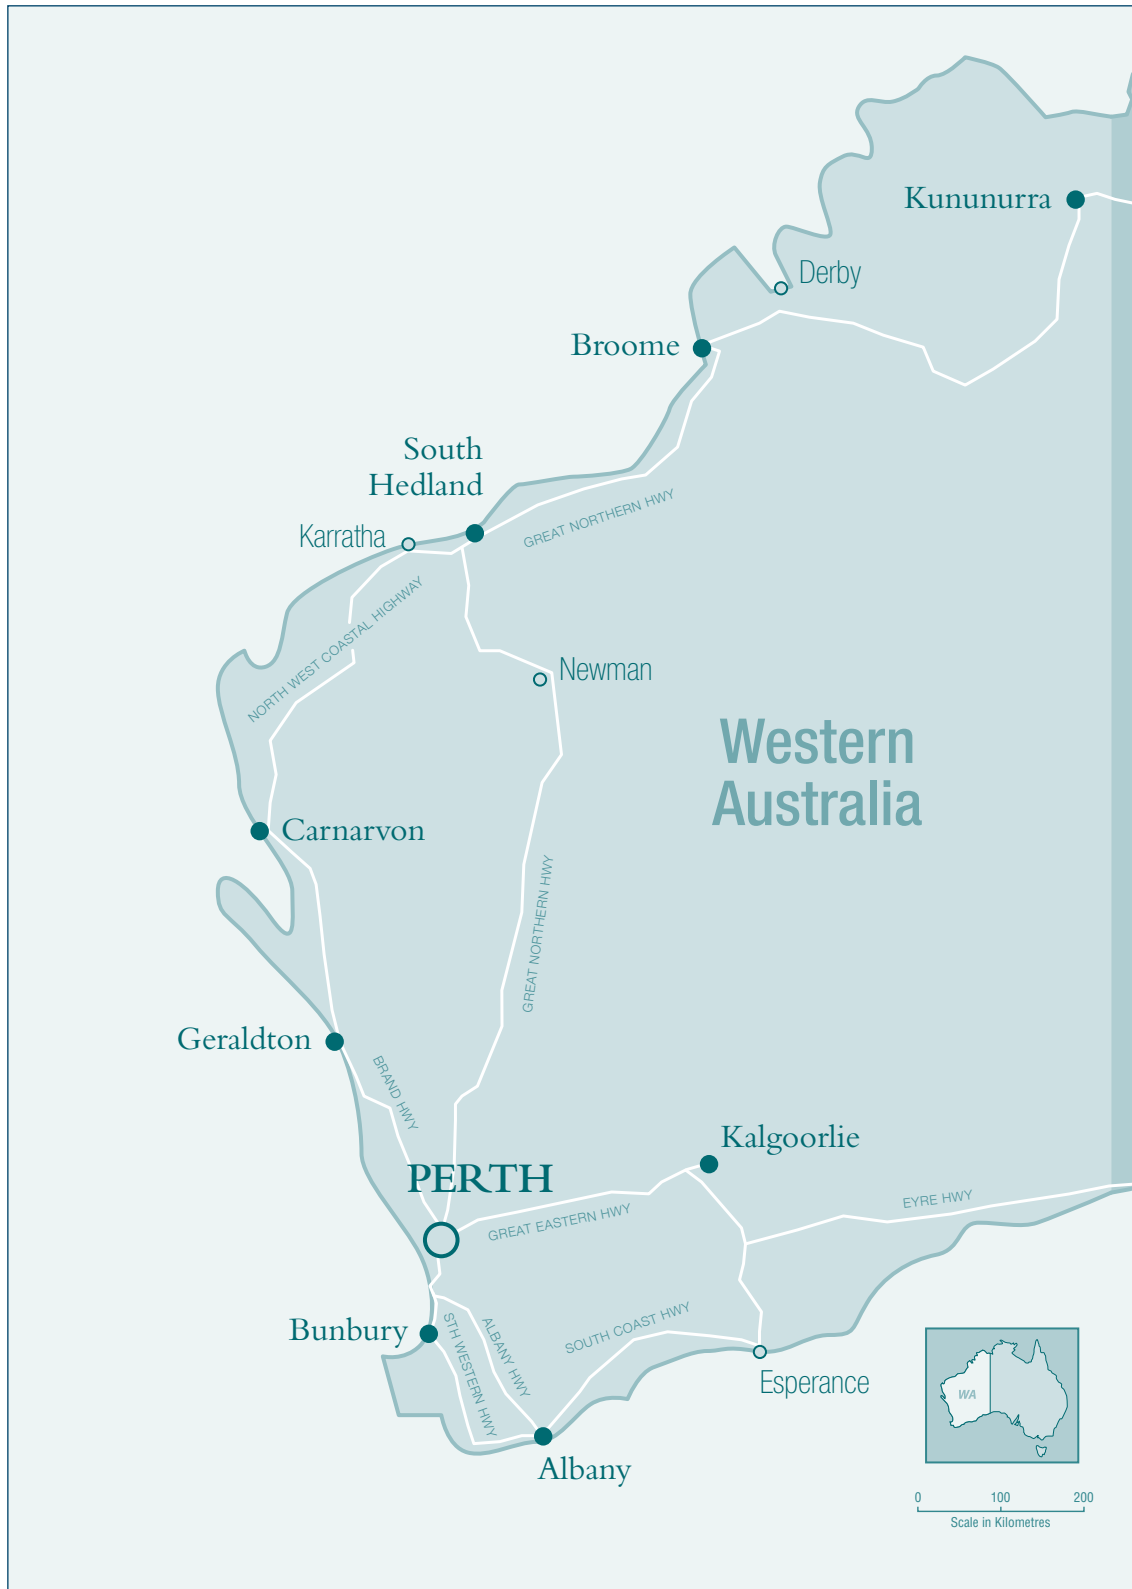 Kununurra
Derby
Broome
South
Hedland
Karratha
GREAT NORTHERN HWY
NORTH WEST COASTAL HIGHWAY
Newman
Western
Australia
Carnarvon
GREAT NORTHERN HWY
Geraldton
BRAND HWY
Kalgoorlie
PERTH
GREAT EASTERN HWY
EYRE HWY
Bunbury
STH WESTERN HWY
ALBANY HWY
SOUTH COAST HWY
Esperance
WA
Albany
0 100 200
Scale in Kilometres